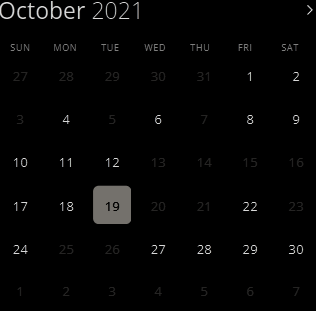 October 2021
SUN MON TUE WED THU FRI SAT
27 28 29 30 31 1 2
3 4 5 6 7 8 9
10 11 12 13 14 15 16
17 18 19 20 21 22 23
24 25 26 27 28 29 30
1 2 3 4 5 6 7